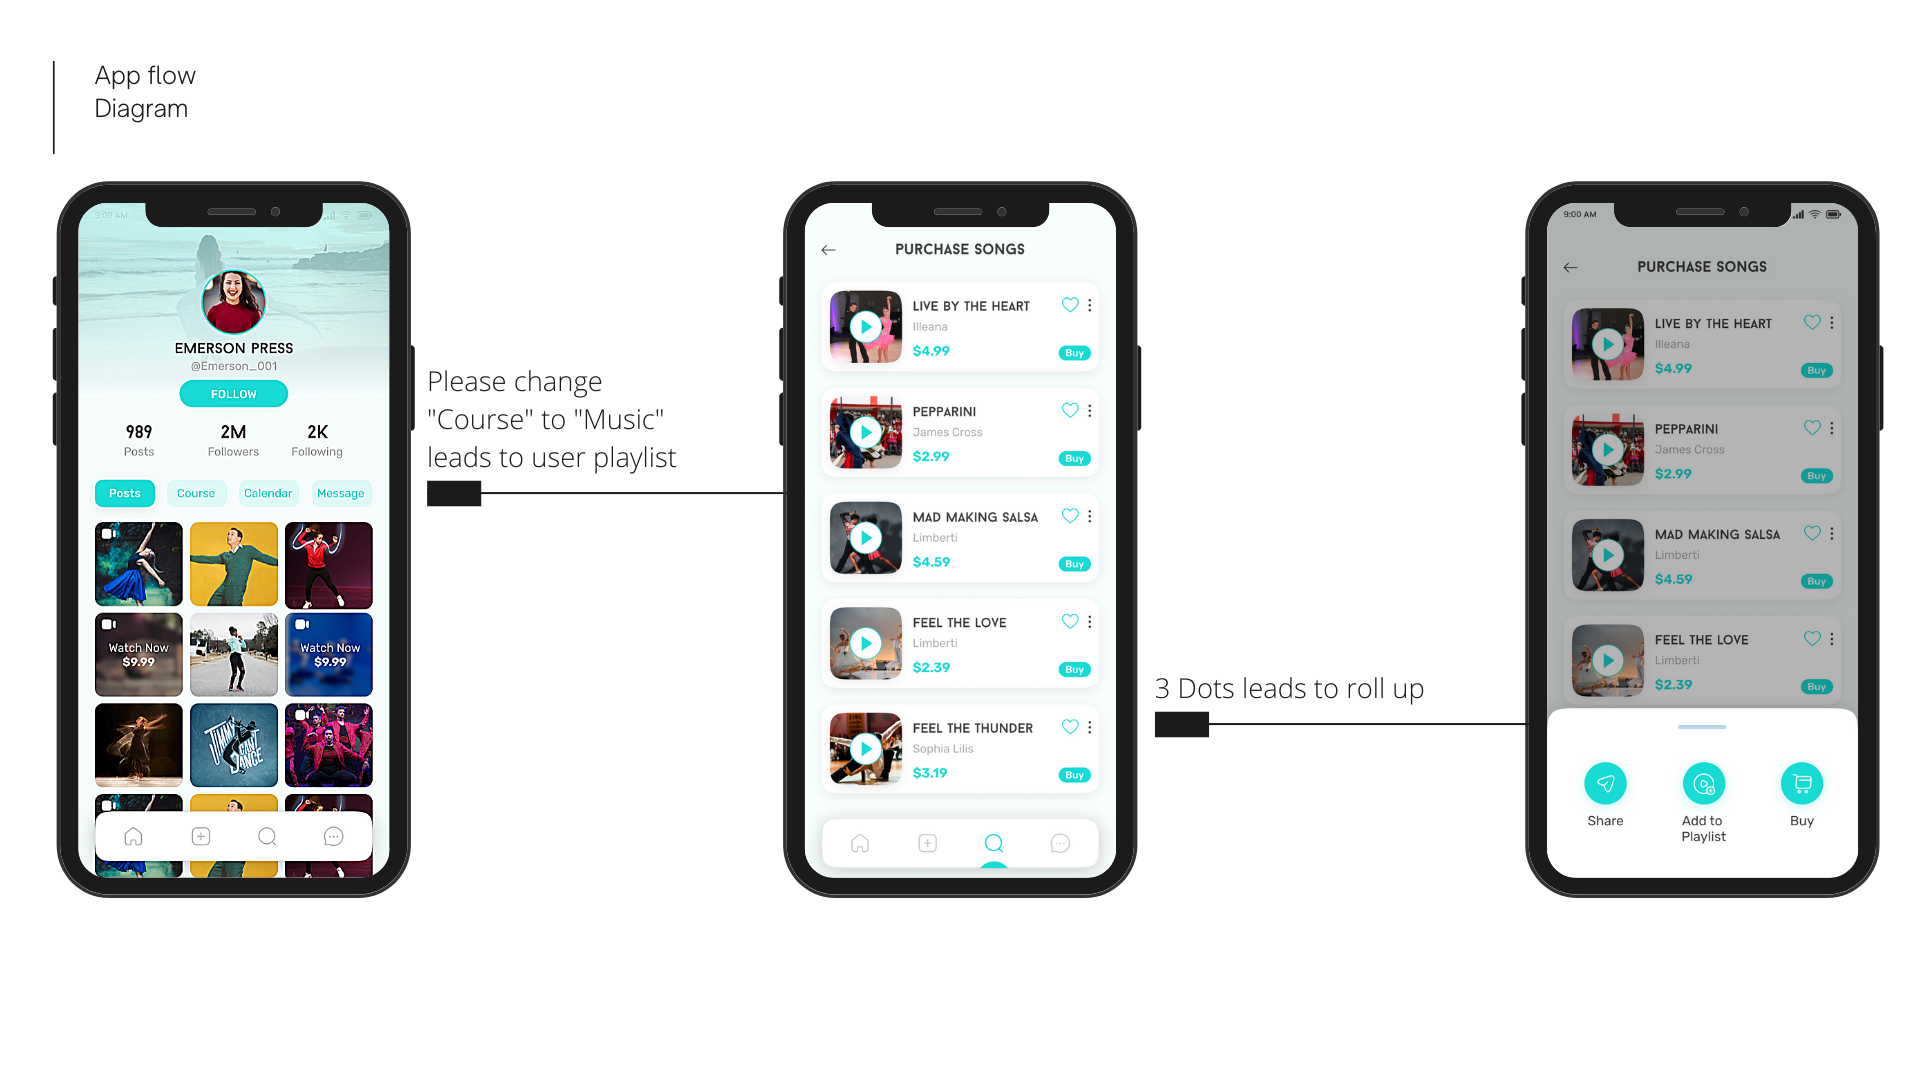 App flow
Diagram
9:00 AM
EMERSON PRESS
@Emerson_001
FOLLOW
989
Posts
2M
Followers
2K
Following
Posts
Course
Calendar
Message
Watch Now
$9.99
Watch Now
$9.99
JIMMY
CAN'T
DANCE
Please change
"Course" to "Music"
leads to user playlist
PURCHASE SONGS
LIVE BY THE HEART
Illeana
$4.99
Buy
PEPPARINI
James Cross
$2.99
Buy
MAD MAKING SALSA
Limberti
$4.59
Buy
FEEL THE LOVE
Limberti
$2.39
Buy
FEEL THE THUNDER
Sophia Lilis
$3.19
Buy
3 Dots leads to roll up
9:00 AM
PURCHASE SONGS
LIVE BY THE HEART
Illeana
$4.99
Buy
PEPPARINI
James Cross
$2.99
Buy
MAD MAKING SALSA
Limberti
$4.59
Buy
FEEL THE LOVE
Limberti
$2.39
Buy
Share
Add to
Playlist
Buy